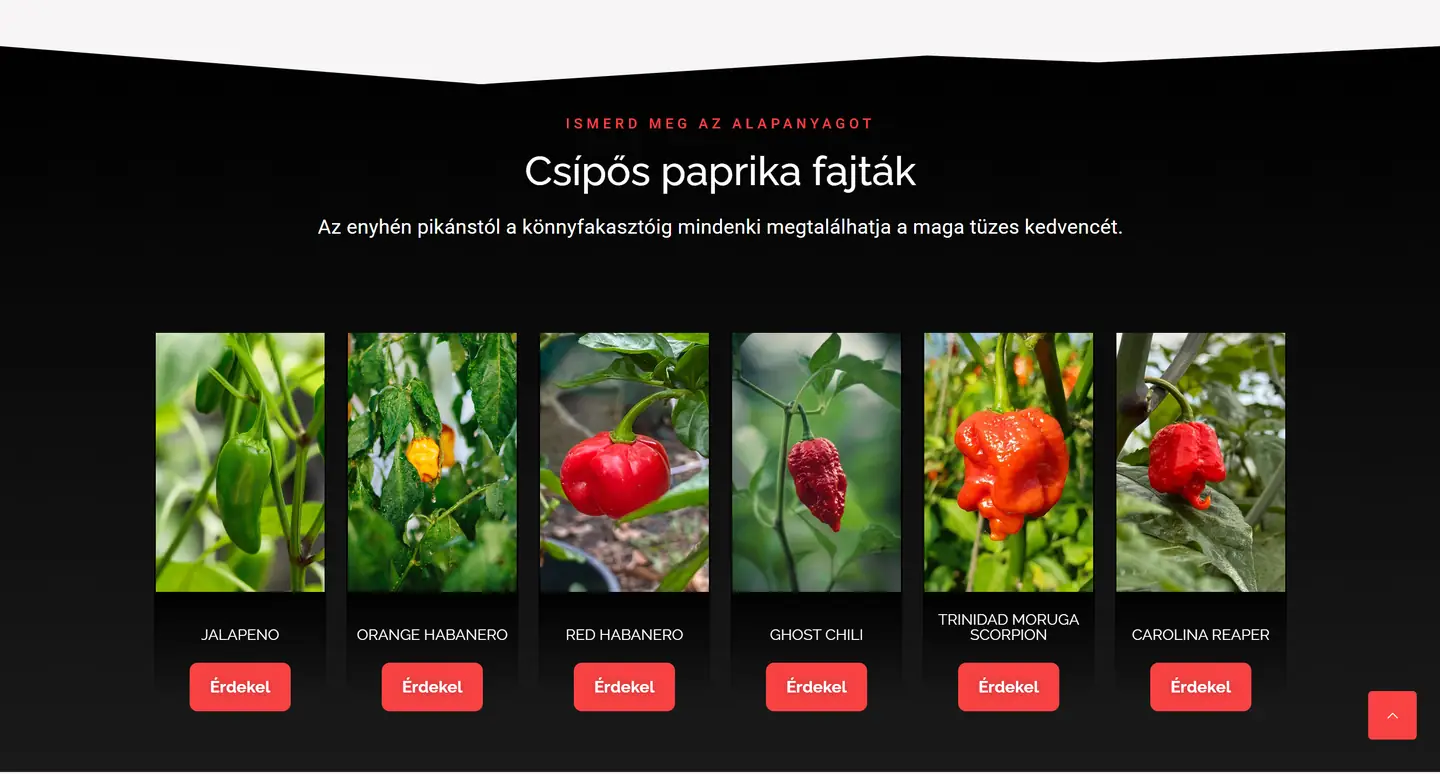 ISMERD MEG AZ ALAPANYAGOT
Csípős paprika fajták
Az enyhén pikánstól a könnyfakasztóig mindenki megtalálhatja a maga tüzes kedvencét.
JALAPENO
Érdekel
ORANGE HABANERO
Érdekel
RED HABANERO
Érdekel
GHOST CHILI
Érdekel
TRINIDAD MORUGA
SCORPION
Érdekel
CAROLINA REAPER
Érdekel